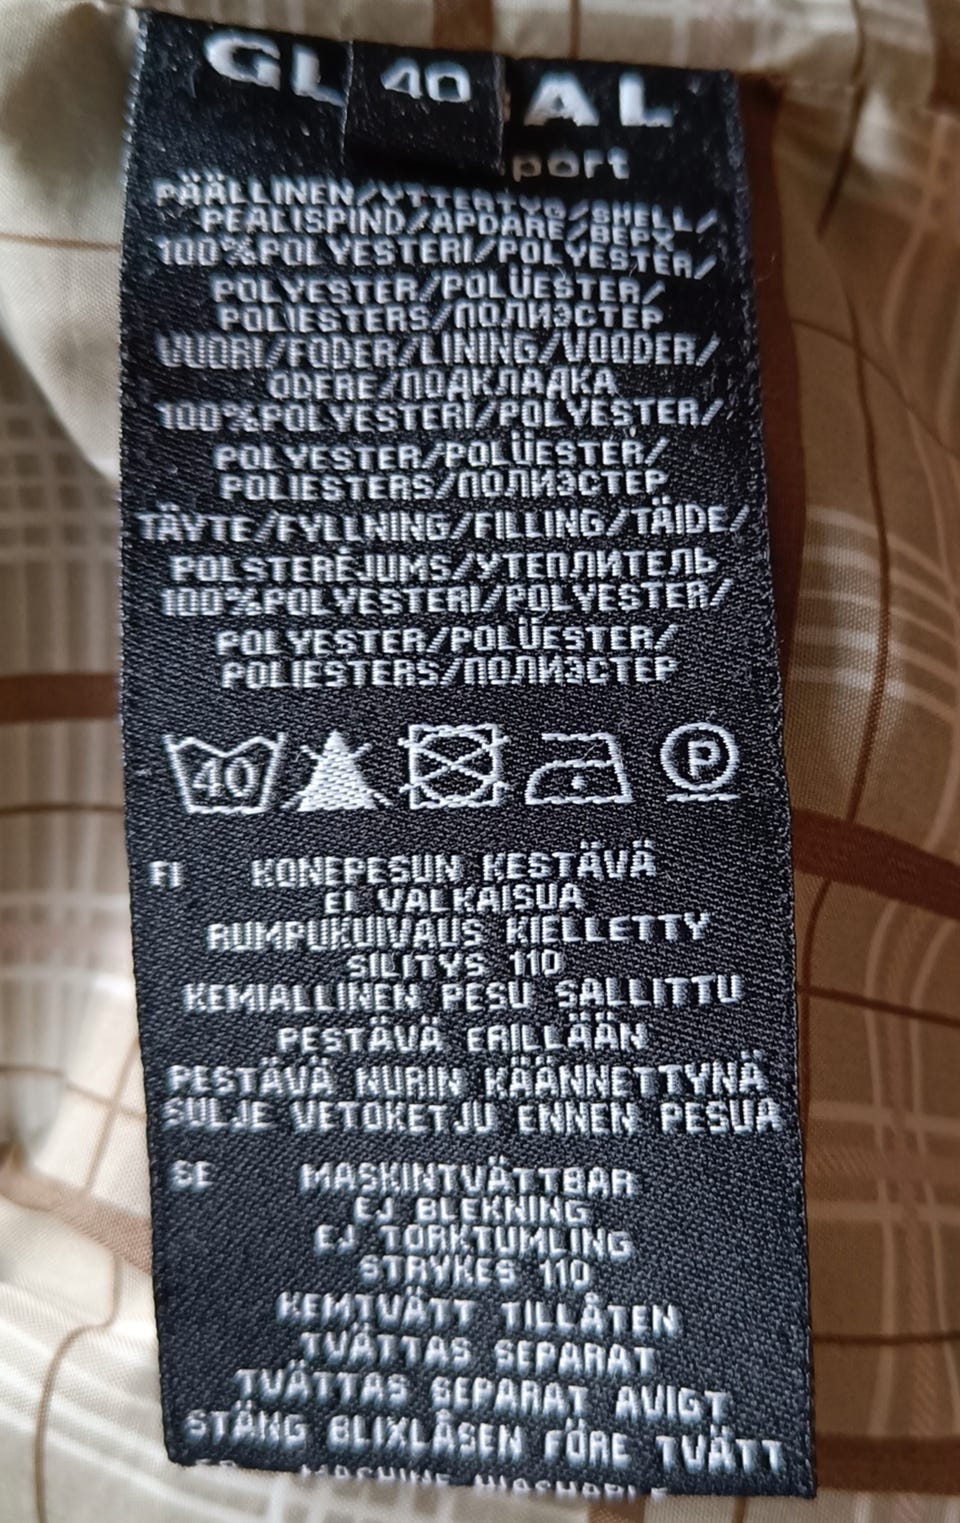 GL 40 AL
port
PÄÄLLINEN/YTTERTYG/SHELL/
PEALISPIND/APDARE/ВЕРХ
100%POLYESTERI/POLYESTER/
POLYESTER/POLÜESTER/
POLIESTERS/ПОЛИЭСТЕР
VUORI/FODER/LINING/VOODER/
ODERE/ПОДКЛАДКА
100%POLYESTERI/POLYESTER/
POLYESTER/POLÜESTER/
POLIESTERS/ПОЛИЭСТЕР
TÄYTE/FYLLNING/FILLING/TÄIDE/
POLSTERĒJUMS/УТЕПЛИТЕЛЬ
100%POLYESTERI/POLYESTER/
POLYESTER/POLÜESTER/
POLIESTERS/ПОЛИЭСТЕР
40 P
FI KONEPESUN KESTÄVÄ
EI VALKAISUA
RUMPUKUIVAUS KIELLETTY
SILITYS 110
KEMIALLINEN PESU SALLITTU
PESTÄVÄ ERILLÄÄN
PESTÄVÄ NURIN KÄÄNNETTYNÄ
SULJE VETOKETJU ENNEN PESUA
SE MASKINTVÄTTBAR
EJ BLEKNING
EJ TORKTUMLING
STRYKES 110
KEMTVÄTT TILLÅTEN
TVÄTTAS SEPARAT
TVÄTTAS SEPARAT AVIGT
STÄNG BLIXLÅSEN FÖRE TVÄTT
MACHINE WASHABLE